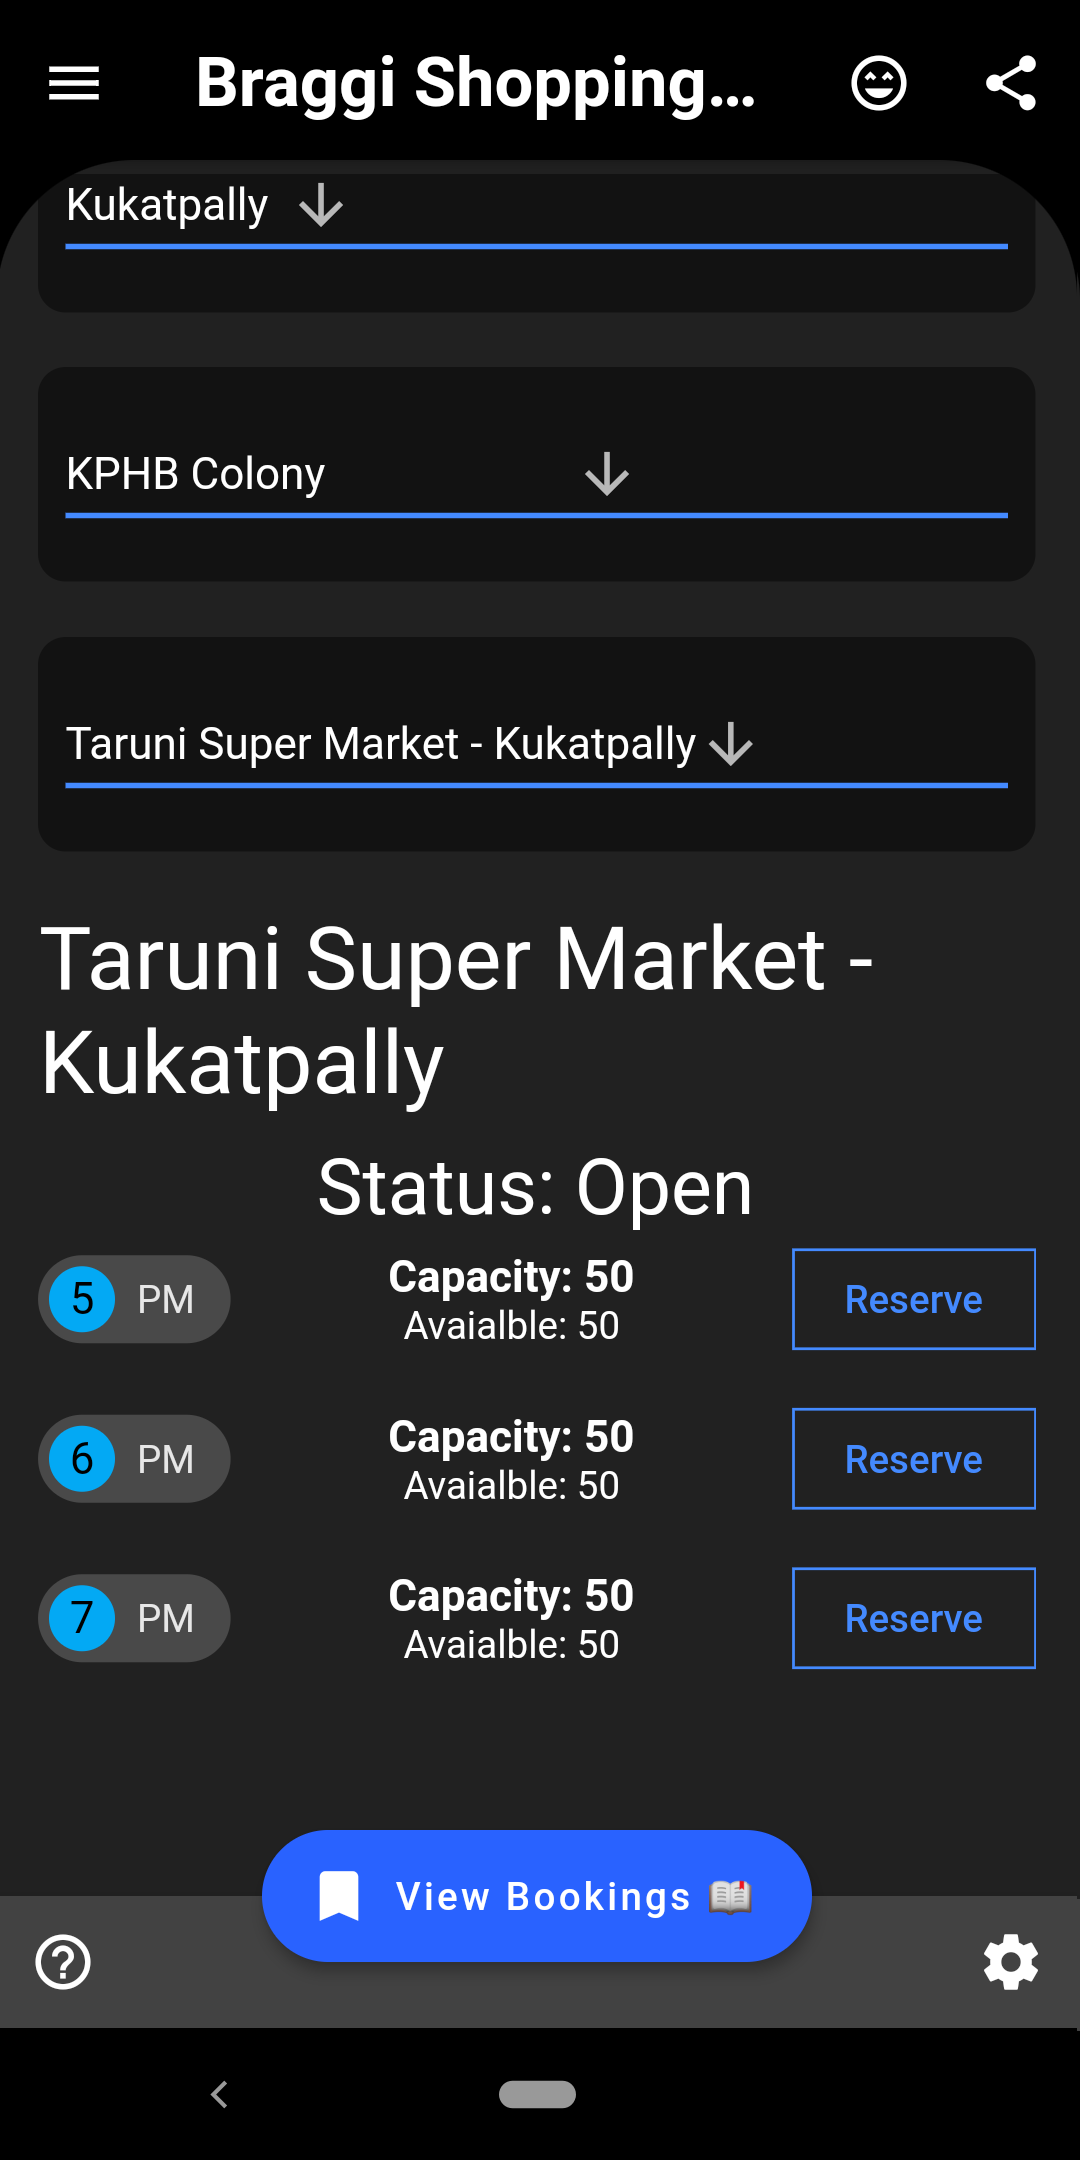 Braggi Shopping...
Kukatpally
KPHB Colony
Taruni Super Market - Kukatpally
Taruni Super Market -
Kukatpally
Status: Open
5 PM
Capacity: 50
Avaialble: 50
Reserve
6 PM
Capacity: 50
Avaialble: 50
Reserve
7 PM
Capacity: 50
Avaialble: 50
Reserve
View Bookings 📖